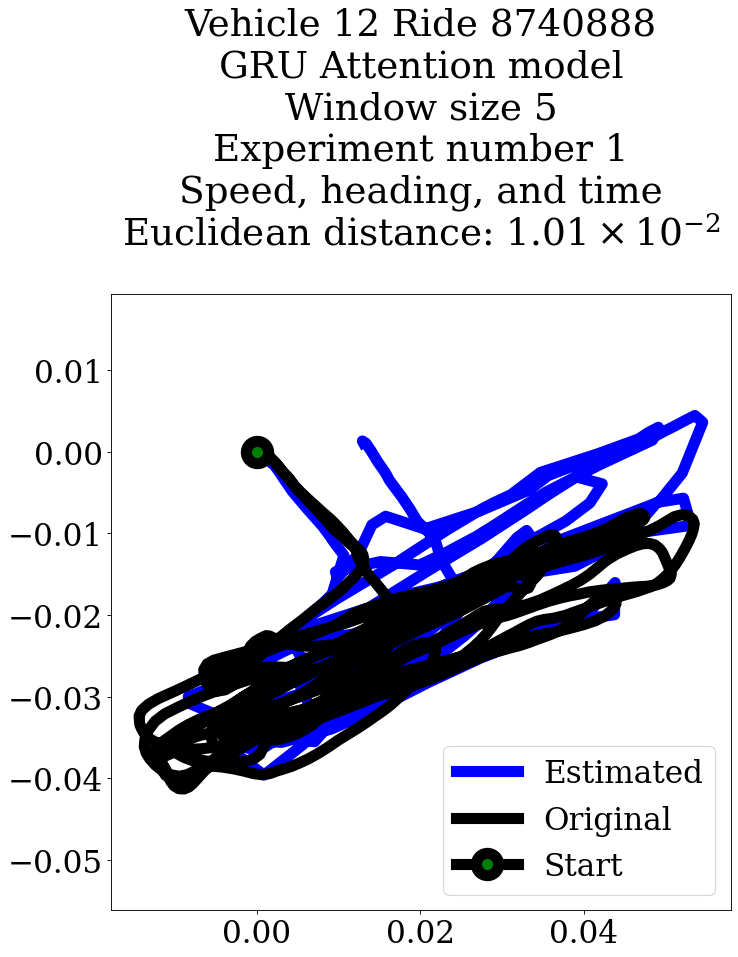 Vehicle 12 Ride 8740888
GRU Attention model
Window size 5
Experiment number 1
Speed, heading, and time
Euclidean distance: 1.01 × 10⁻²
0.01
0.00
−0.01
−0.02
−0.03
−0.04
−0.05
Estimated
Original
Start
0.00 0.02 0.04